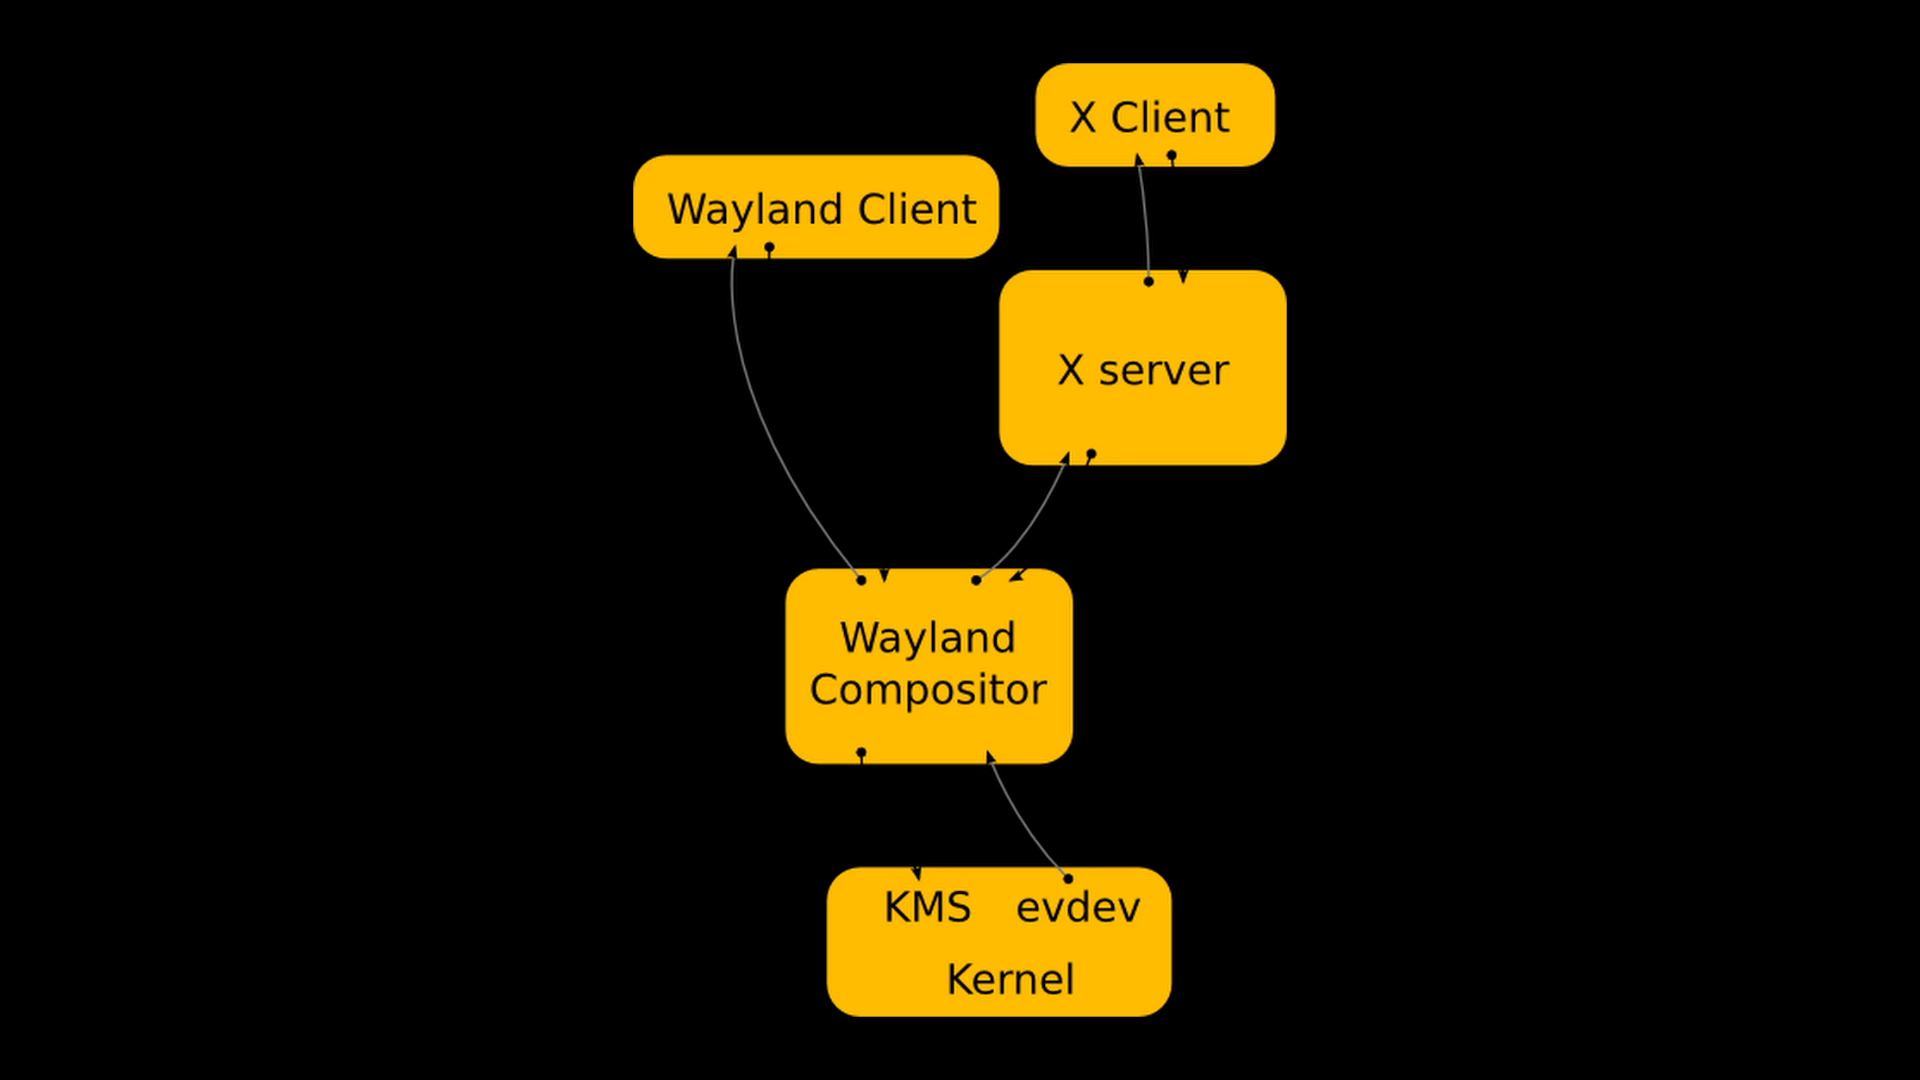 X Client
Wayland Client
X server
Wayland
Compositor
KMS evdev
Kernel